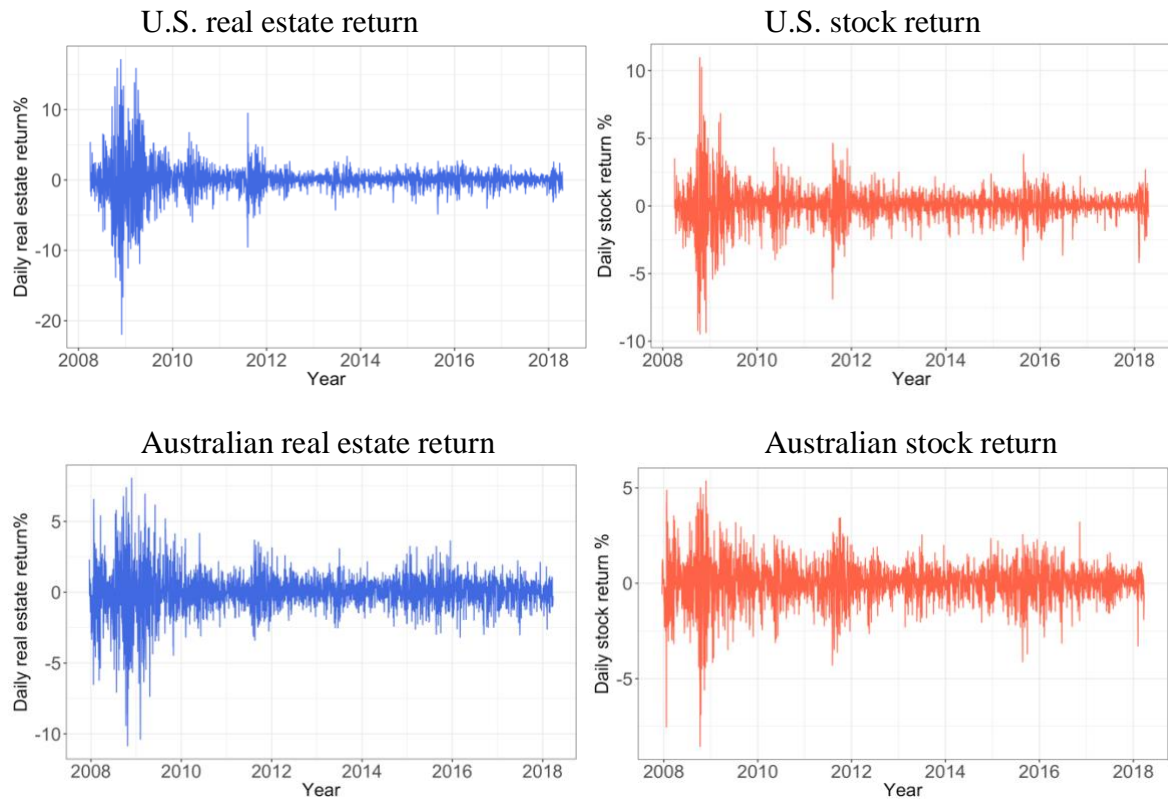 U.S. real estate return
Daily real estate return%
10
0
-10
-20
2008 2010 2012 2014 2016 2018
Year
U.S. stock return
Daily stock return %
10
5
0
-5
-10
2008 2010 2012 2014 2016 2018
Year
Australian real estate return
Daily real estate return%
5
0
-5
-10
2008 2010 2012 2014 2016 2018
Year
Australian stock return
Daily stock return %
5
0
-5
2008 2010 2012 2014 2016 2018
Year